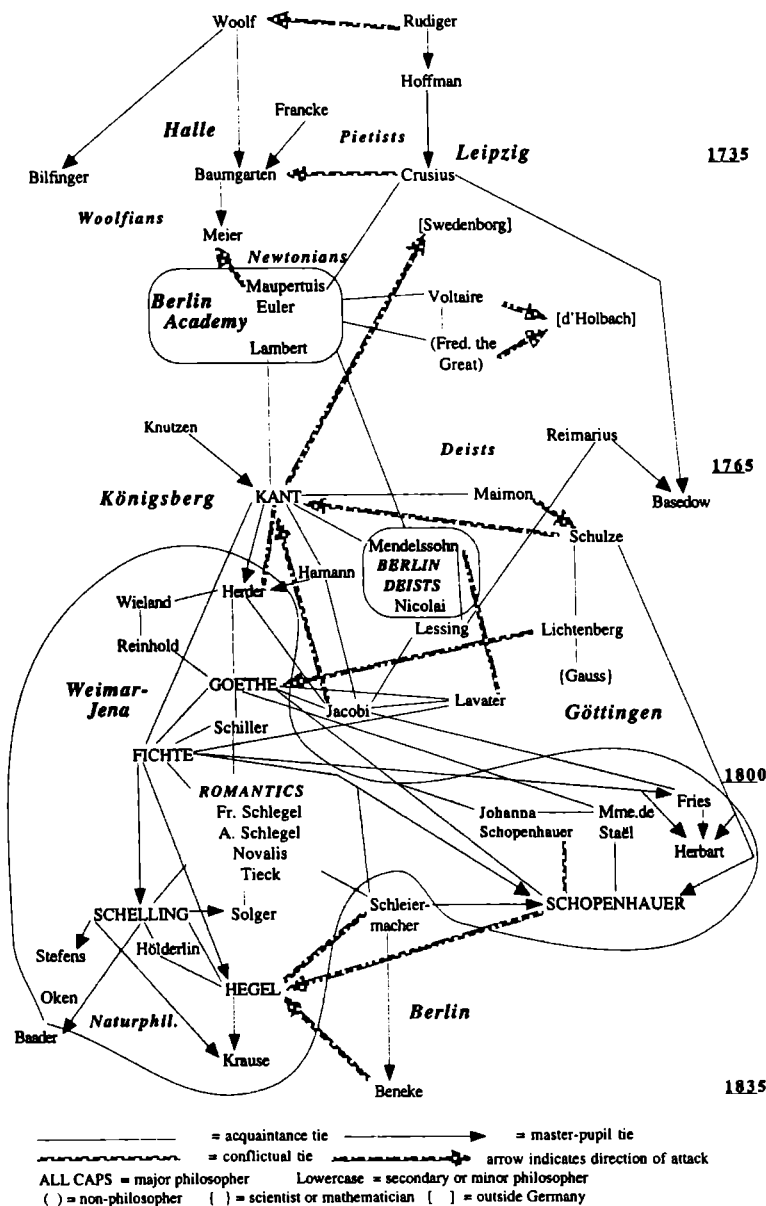 Woolf Rudiger
Hoffman
Francke
Halle Pietists Leipzig 1735
Bilfinger Baumgarten Crusius
Woolfians
Meier [Swedenborg]
Newtonians
Maupertuis
Euler
Berlin
Academy
Voltaire
[d'Holbach]
(Fred. the
Great)
Lambert
Knutzen
Reimarius
Deists
1765
Königsberg KANT Maimon Basedow
Schulze
Mendelssohn
BERLIN
DEISTS
Nicolai
Hamann
Herder
Wieland
Lessing Lichtenberg
Reinhold
GOETHE {Gauss}
Weimar-
Jena
Jacobi Lavater
Göttingen
Schiller
FICHTE
1800
ROMANTICS
Fr. Schlegel
A. Schlegel
Novalis
Tieck
Johanna
Schopenhauer
Mme.de
Staël
Fries
Herbart
SCHELLING Solger
Schleier-
macher
SCHOPENHAUER
Stefens Hölderlin
Oken HEGEL
Naturphil. Berlin
Baader
Krause
Beneke 1835
= acquaintance tie = master-pupil tie
= conflictual tie arrow indicates direction of attack
ALL CAPS = major philosopher Lowercase = secondary or minor philosopher
( ) = non-philosopher { } = scientist or mathematician [ ] = outside Germany